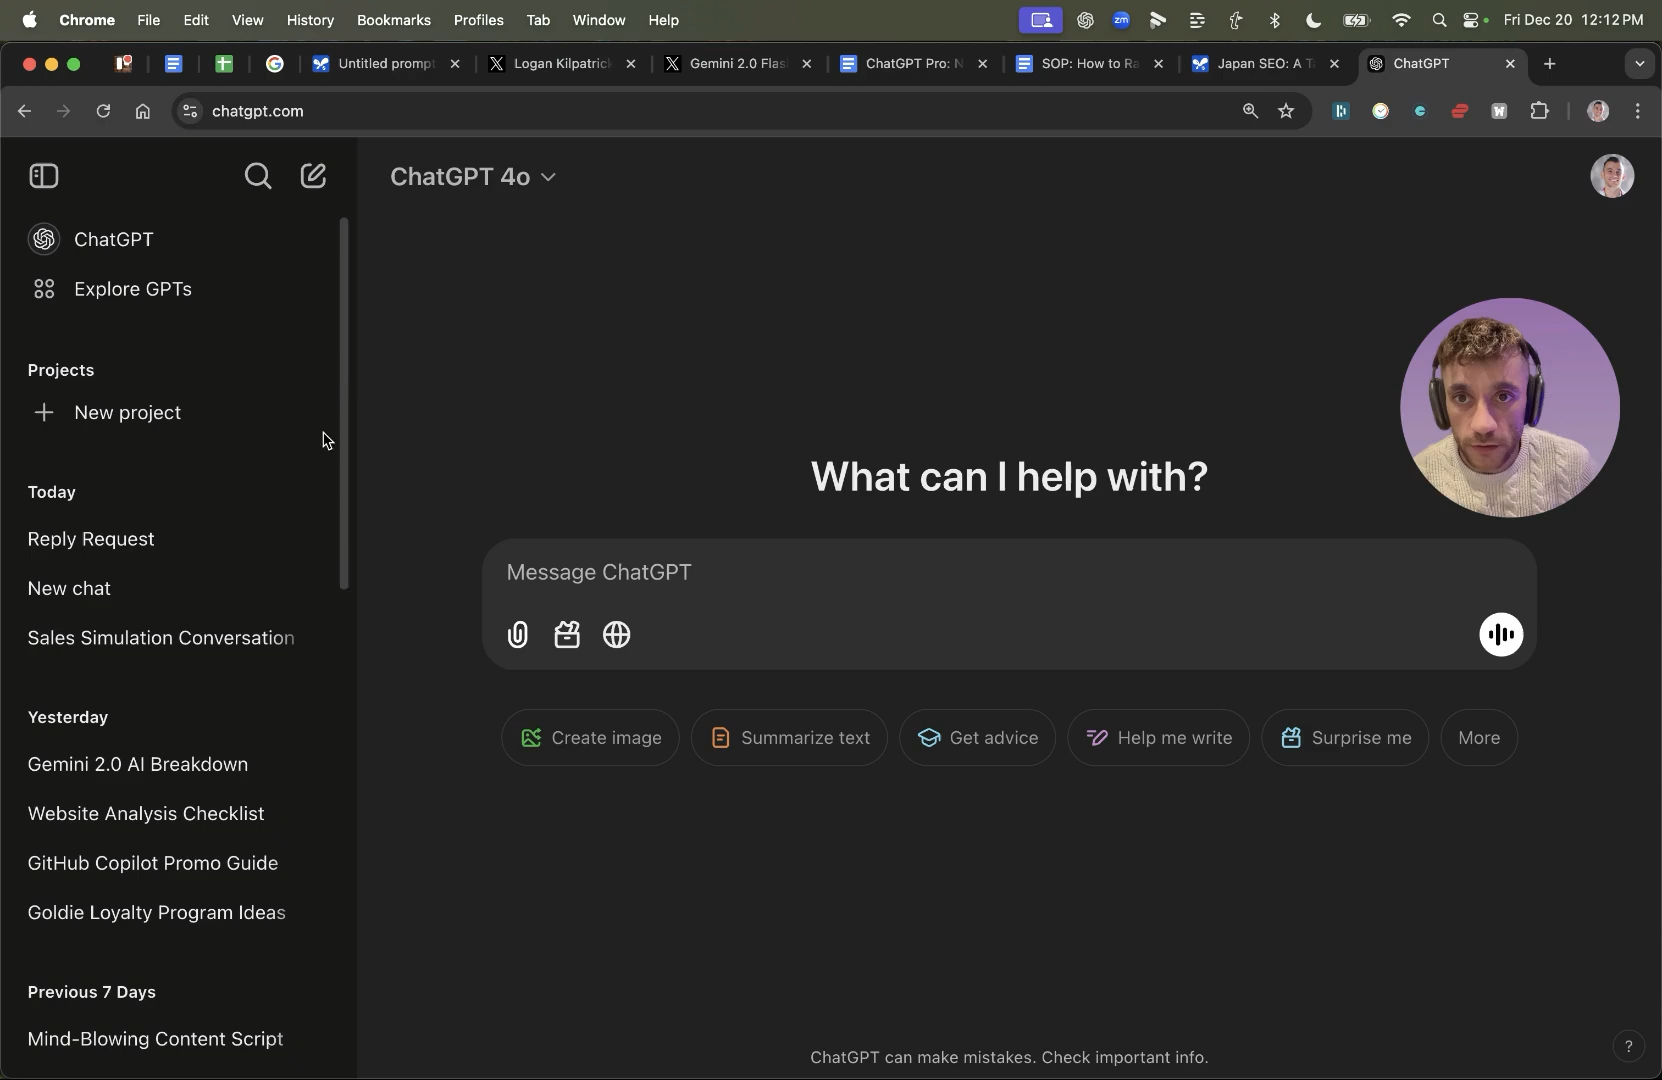 Chrome File Edit View History Bookmarks Profiles Tab Window Help zm Fri Dec 20 12:12 PM
Untitled prompt Logan Kilpatrick Gemini 2.0 Flas ChatGPT Pro: N SOP: How to Ra Japan SEO: A Ta ChatGPT
chatgpt.com
ChatGPT 4o
ChatGPT
Explore GPTs
Projects
New project
Today
Reply Request
New chat
Sales Simulation Conversation
Yesterday
Gemini 2.0 AI Breakdown
Website Analysis Checklist
GitHub Copilot Promo Guide
Goldie Loyalty Program Ideas
Previous 7 Days
Mind-Blowing Content Script
What can I help with?
Message ChatGPT
Create image Summarize text Get advice Help me write Surprise me More
ChatGPT can make mistakes. Check important info.
?